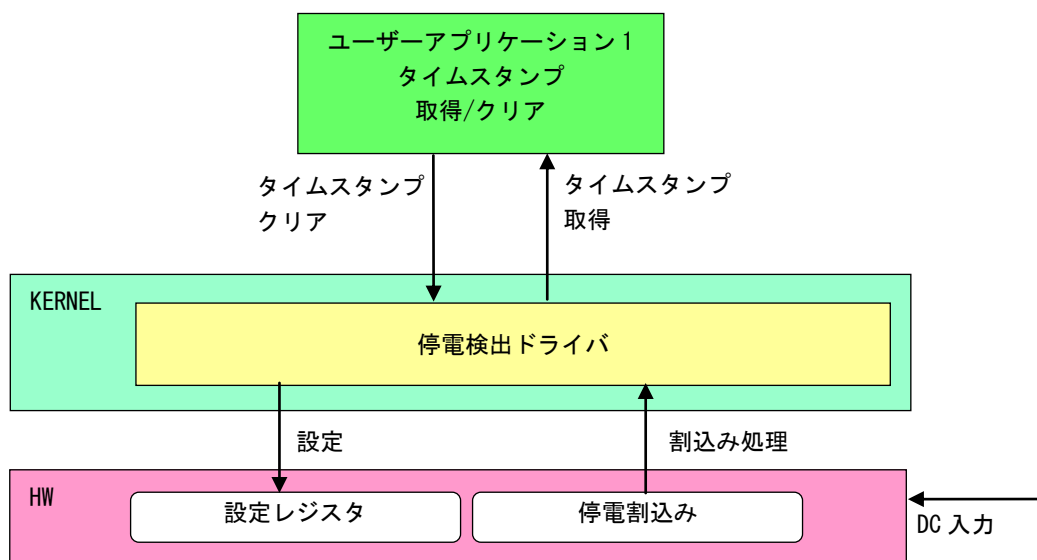 ユーザーアプリケーション1
タイムスタンプ
取得/クリア
タイムスタンプ
クリア
タイムスタンプ
取得
KERNEL
停電検出ドライバ
設定
割込み処理
HW
設定レジスタ
停電割込み
DC 入力